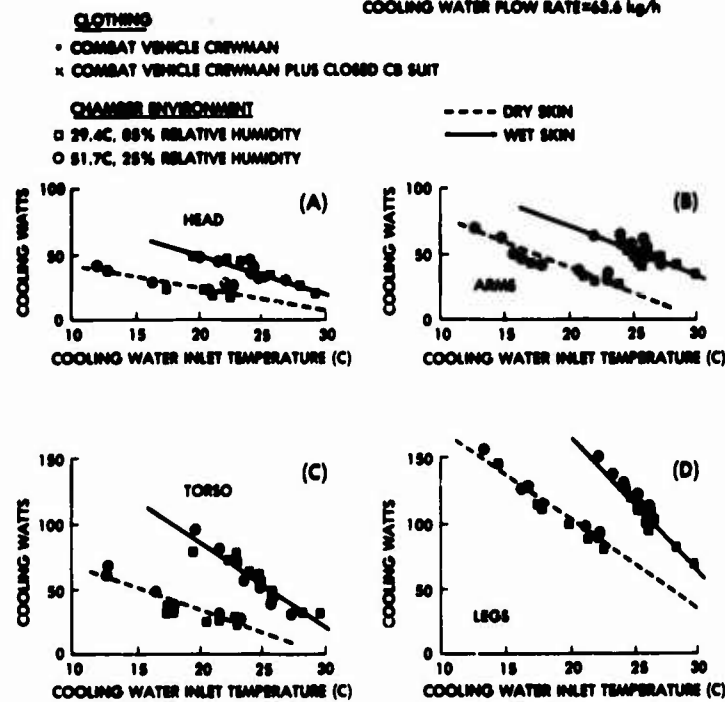 COOLING WATER FLOW RATE=63.6 kg/h
CLOTHING
• COMBAT VEHICLE CREWMAN
x COMBAT VEHICLE CREWMAN PLUS CLOSED CB SUIT
CHAMBER ENVIRONMENT
□ 29.4C, 85% RELATIVE HUMIDITY
○ 51.7C, 25% RELATIVE HUMIDITY
---- DRY SKIN
—— WET SKIN
(A)
HEAD
COOLING WATTS
100
50
0
10 15 20 25 30
COOLING WATER INLET TEMPERATURE (C)
(B)
ARMS
COOLING WATTS
100
50
0
10 15 20 25 30
COOLING WATER INLET TEMPERATURE (C)
(C)
TORSO
COOLING WATTS
150
100
50
0
10 15 20 25 30
COOLING WATER INLET TEMPERATURE (C)
(D)
LEGS
COOLING WATTS
150
100
50
0
10 15 20 25 30
COOLING WATER INLET TEMPERATURE (C)